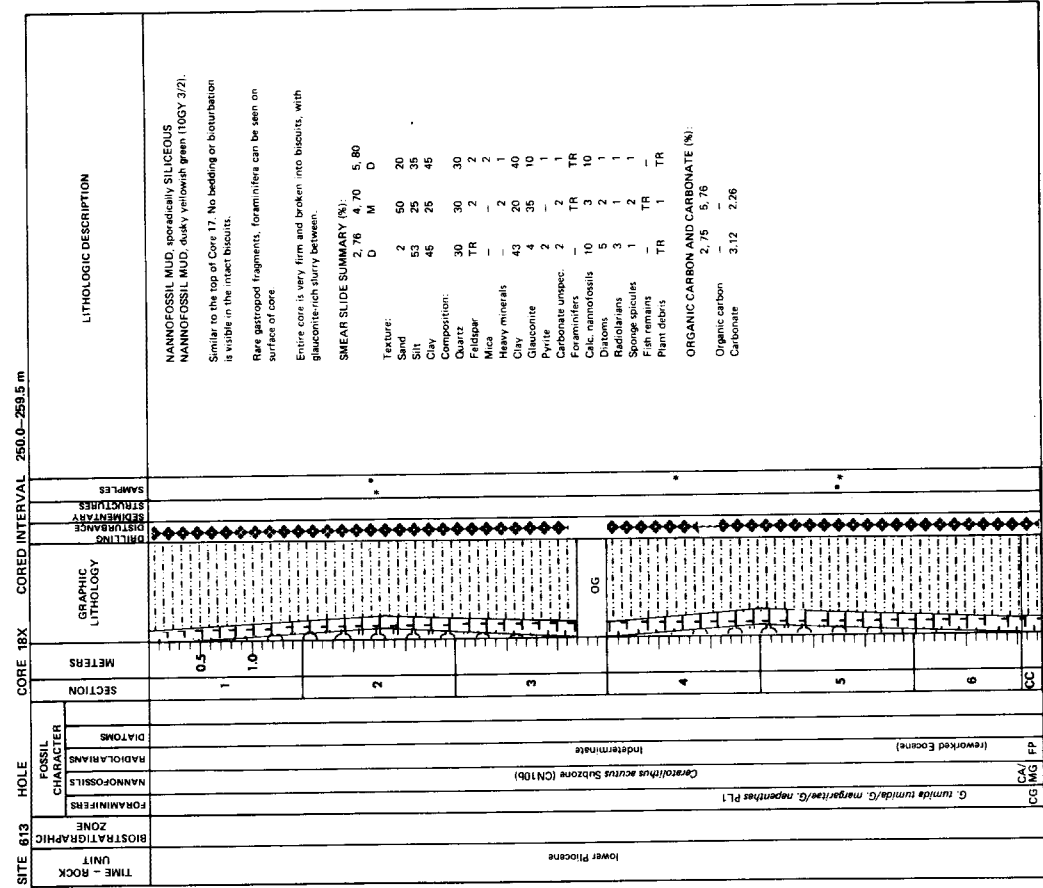 SITE 613 HOLE CORE 18X CORED INTERVAL 250.0–259.5 m
TIME – ROCK UNIT
BIOSTRATIGRAPHIC ZONE
FOSSIL CHARACTER
FORAMINIFERS
NANNOFOSSILS
RADIOLARIANS
DIATOMS
SECTION
METERS
GRAPHIC LITHOLOGY
DRILLING DISTURBANCE
SEDIMENTARY STRUCTURES
SAMPLES
LITHOLOGIC DESCRIPTION
lower Pliocene
G. tumida tumida/G. margaritae/G. nepenthes PL1
Ceratolithus acutus Subzone (CN10b)
Indeterminate
(reworked Eocene)
CG
CA/
MG
FP
1
2
3
4
5
6
CC
0.5
1.0
OG
*
*
*
*
NANNOFOSSIL MUD, sporadically SILICEOUS
NANNOFOSSIL MUD, dusky yellowish green (10GY 3/2).
Similar to the top of Core 17. No bedding or bioturbation
is visible in the intact biscuits.
Rare gastropod fragments, foraminifera can be seen on
surface of core.
Entire core is very firm and broken into biscuits, with
glauconite-rich slurry between.
SMEAR SLIDE SUMMARY (%):
2, 76 4, 70 5, 80
D M D
Texture:
Sand 2 50 20
Silt 53 25 35
Clay 45 25 45
Composition:
Quartz 30 30 30
Feldspar TR 2 2
Mica – – 2
Heavy minerals – 2 1
Clay 43 20 40
Glauconite 4 35 10
Pyrite 2 – 1
Carbonate unspec. 2 2 1
Foraminifers – TR TR
Calc. nannofossils 10 3 10
Diatoms 5 2 1
Radiolarians 3 1 1
Sponge spicules 1 2 1
Fish remains – TR –
Plant debris TR 1 TR
ORGANIC CARBON AND CARBONATE (%):
2, 75 5, 76
Organic carbon – –
Carbonate 3.12 2.26